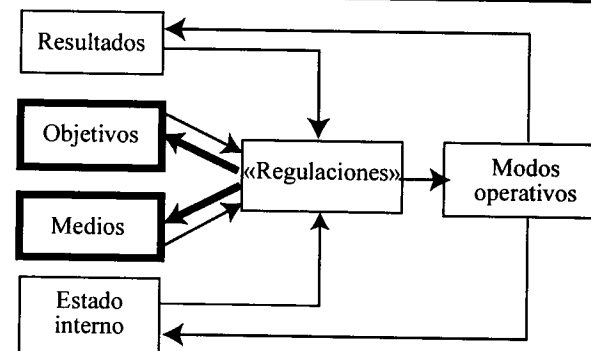 Resultados
Objetivos
Medios
Estado
interno
«Regulaciones»
Modos
operativos